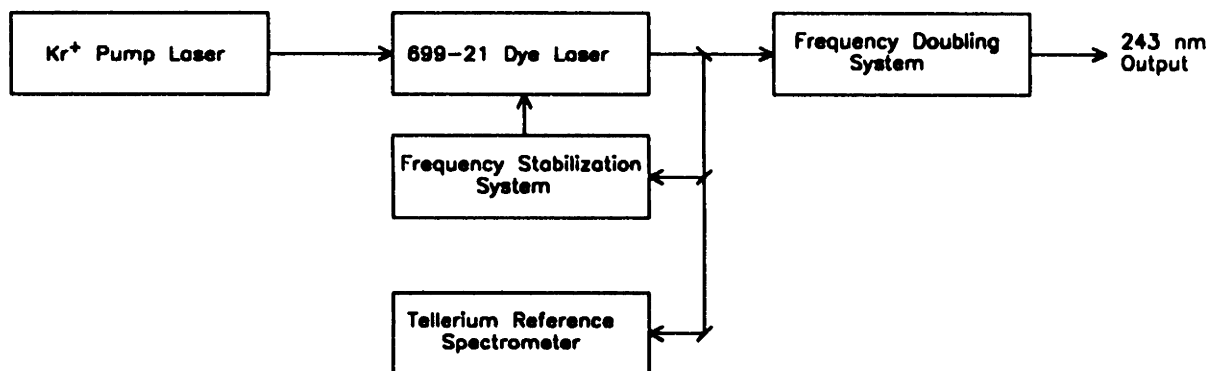 Kr+ Pump Laser
699-21 Dye Laser
Frequency Doubling
System
243 nm
Output
Frequency Stabilization
System
Tellerium Reference
Spectrometer